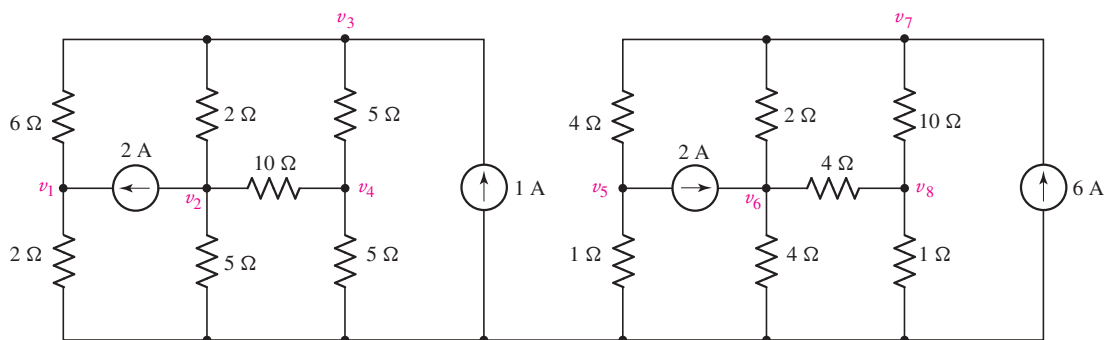 v3 v7
6 Ω 2 Ω 5 Ω 4 Ω 2 Ω 10 Ω
2 A 10 Ω 2 A 4 Ω
v1 v2 v4 1 A v5 v6 v8 6 A
2 Ω 5 Ω 5 Ω 1 Ω 4 Ω 1 Ω